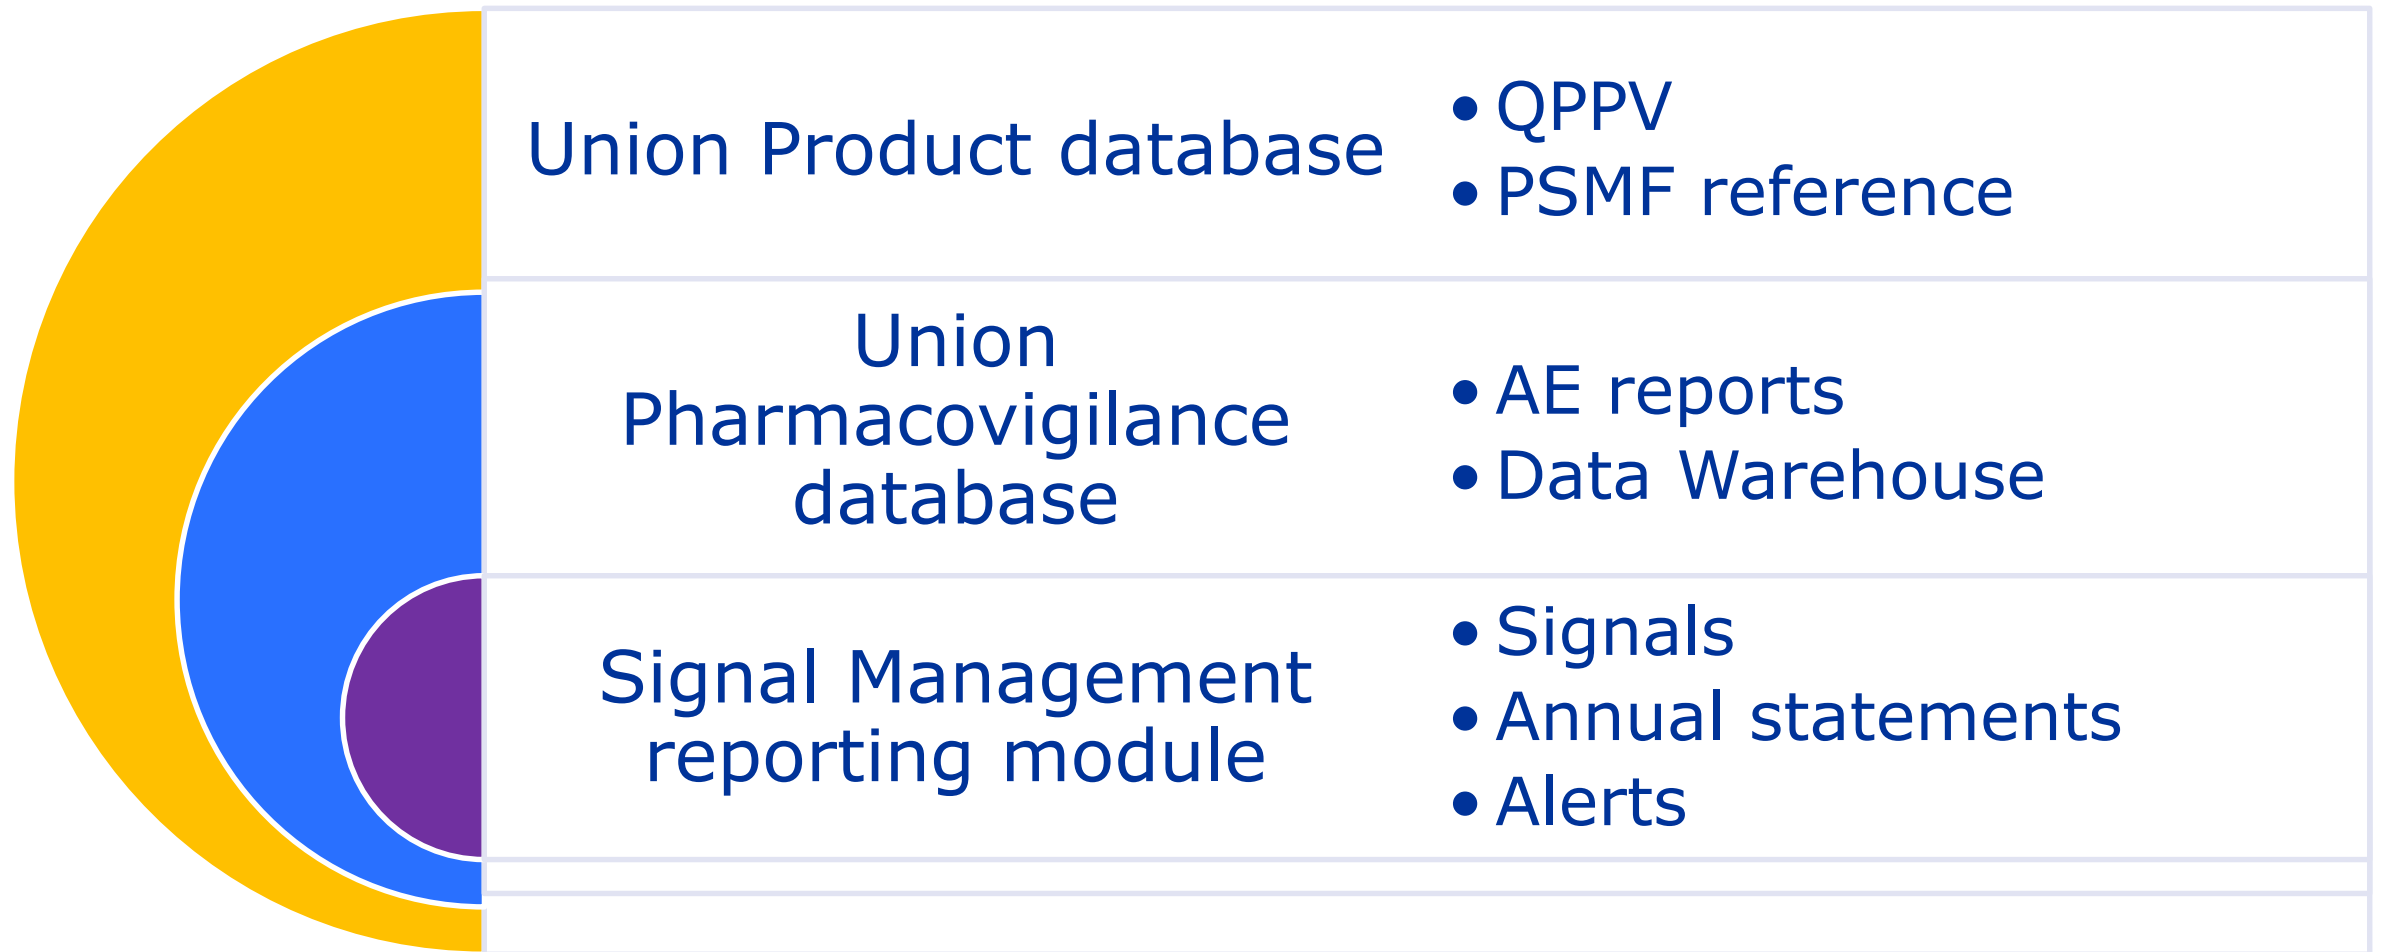 Union Product database
• QPPV
• PSMF reference
Union
Pharmacovigilance
database
• AE reports
• Data Warehouse
Signal Management
reporting module
• Signals
• Annual statements
• Alerts